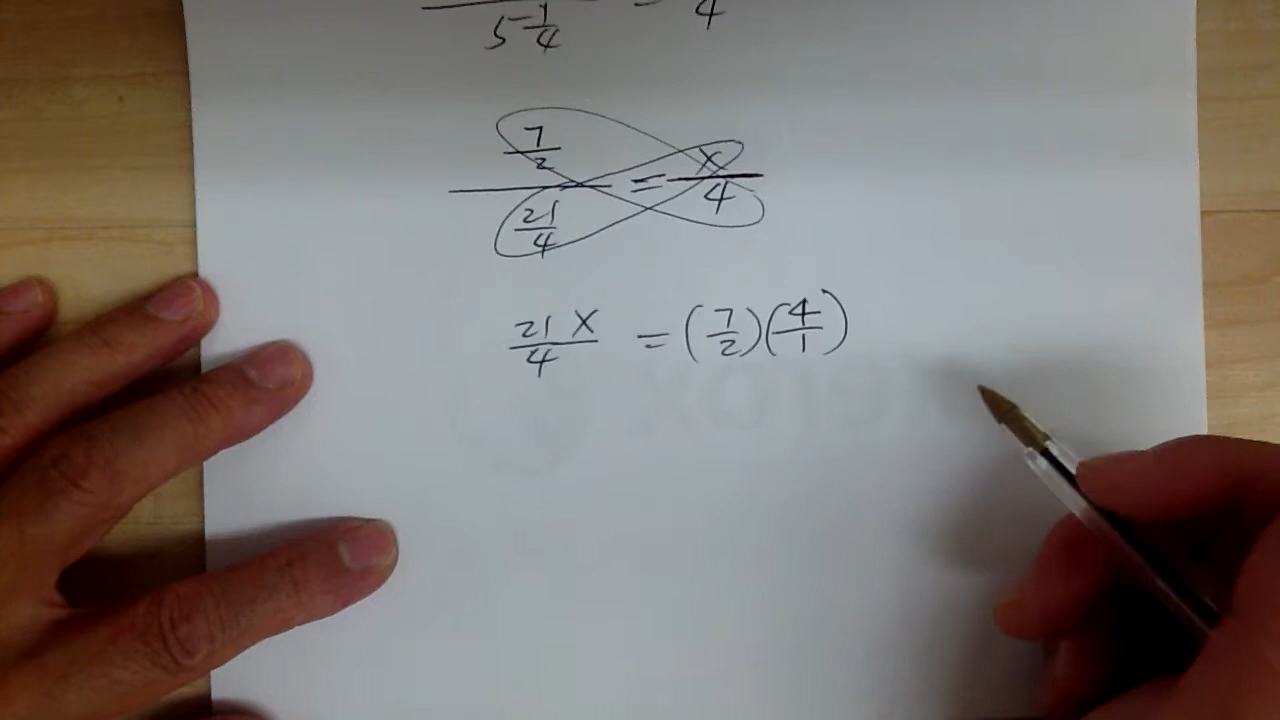 5 1/4 = 4
7/2 / 21/4 = x/4
21x/4 = (7/2)(4/1)